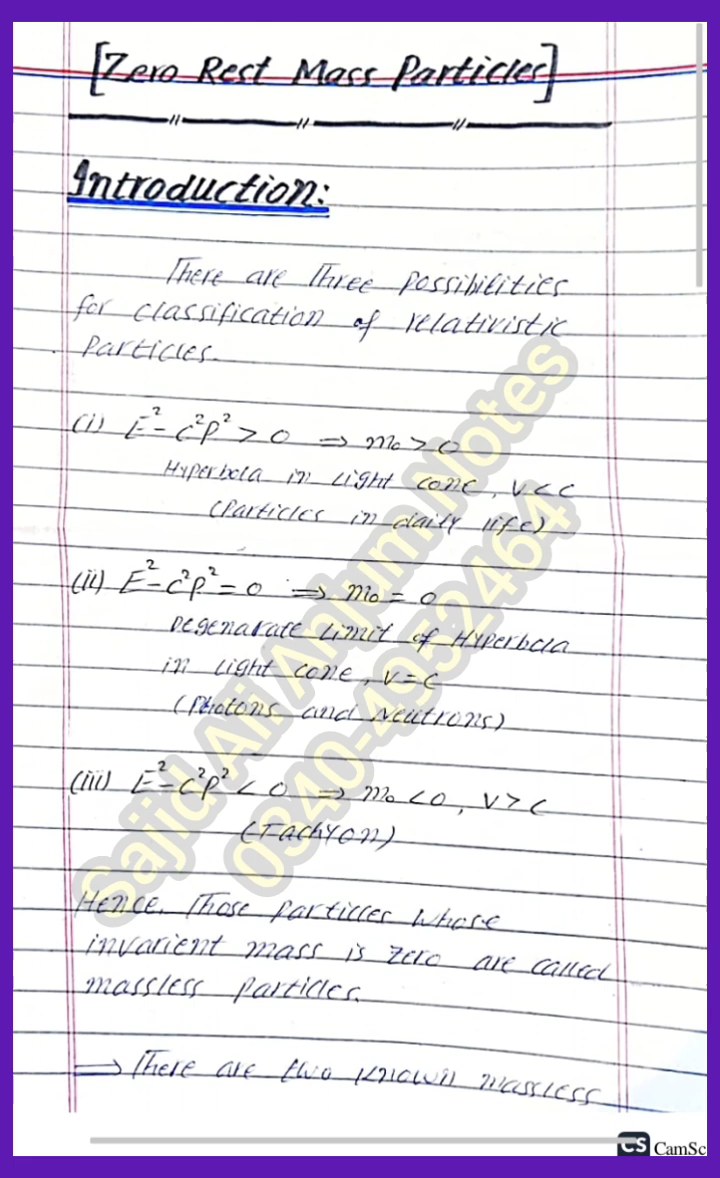 [Zero Rest Mass Particles]
Introduction:
There are Three Possibilities
for classification of relativistic
Particles.
(i) E²-c²p² > 0 ⇒ m₀ > 0
Hyperbola in Light cone, v<c
(Particles in daily life)
(ii) E²-c²p² = 0 ⇒ m₀ = 0
Degenarate Limit of Hyperbola
in Light cone, v=c
(Photons and Neutrons)
(iii) E²-c²p² < 0 ⇒ m₀ < 0, v > c
(Tachyon)
Hence, Those Particles whose
invarient mass is zero are called
massless particles.
⇒ There are two known massless
Sajid Ali Anjum Notes
0340-4952464
CS CamSc